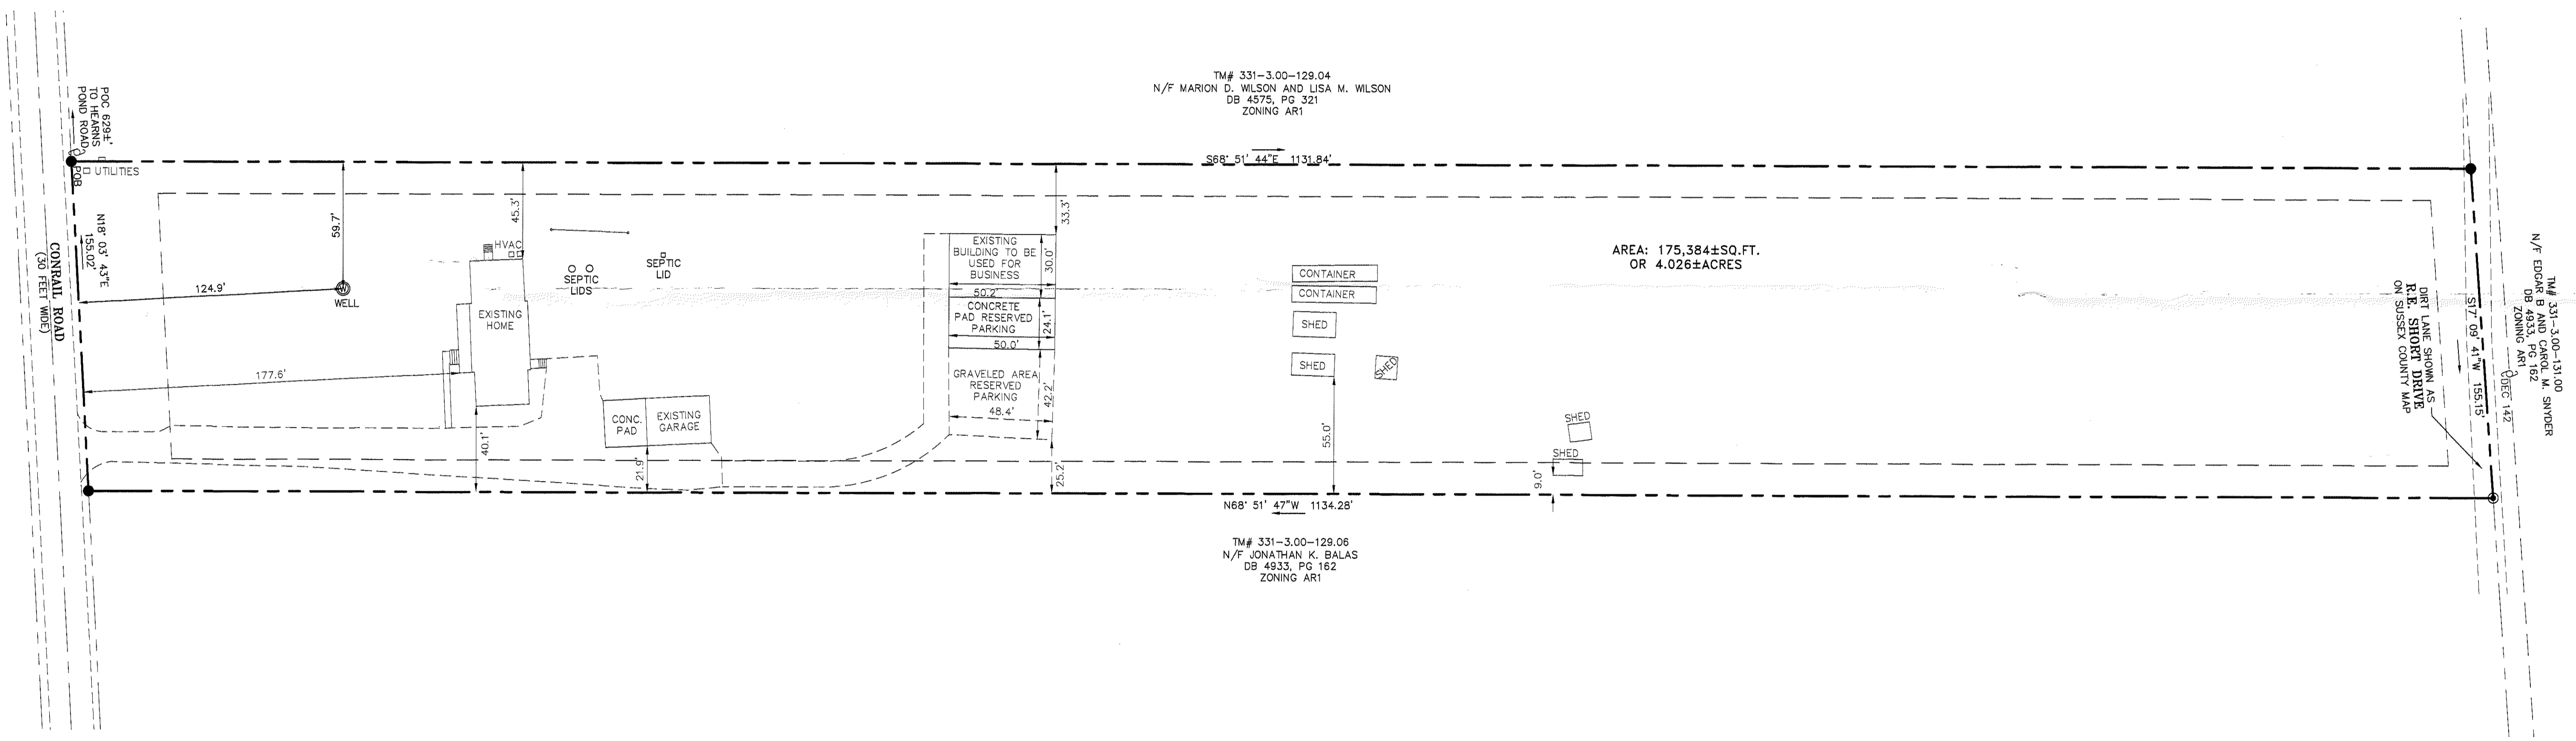 TM# 331-3.00-129.04
N/F MARION D. WILSON AND LISA M. WILSON
DB 4575, PG 321
ZONING AR1
POC 629±'
TO HEARNS
POND ROAD
POB
UTILITIES
S68° 51' 44"E 1131.84'
N18° 03' 43"E
155.02'
CONRAIL ROAD
(30 FEET WIDE)
59.7'
124.9'
WELL
45.3'
HVAC
EXISTING
HOME
SEPTIC
LIDS
SEPTIC
LID
177.6'
40.1'
CONC.
PAD
EXISTING
GARAGE
21.9'
33.3'
EXISTING
BUILDING TO BE
USED FOR
BUSINESS
30.0'
50.2'
CONCRETE
PAD RESERVED
PARKING
24.1'
50.0'
GRAVELED AREA
RESERVED
PARKING
42.2'
48.4'
25.2'
CONTAINER
CONTAINER
SHED
SHED
SHED
55.0'
SHED
SHED
9.0'
AREA: 175,384±SQ.FT.
OR 4.026±ACRES
DIRT LANE SHOWN AS
R.E. SHORT DRIVE
ON SUSSEX COUNTY MAP
S17° 09' 41"W 155.15'
DEC 142
TM# 331-3.00-131.00
N/F EDGAR B AND CAROL M. SNYDER
DB 4933, PG 162
ZONING AR1
N68° 51' 47"W 1134.28'
TM# 331-3.00-129.06
N/F JONATHAN K. BALAS
DB 4933, PG 162
ZONING AR1